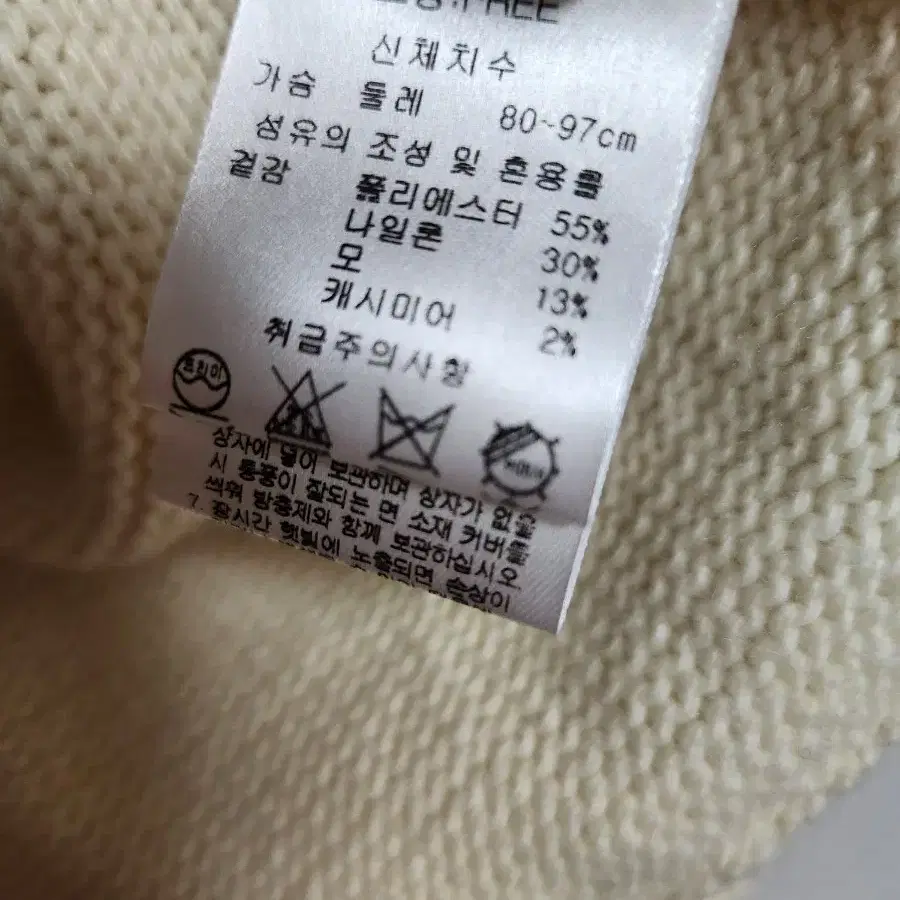 FREE
신체치수
가슴 둘레 80~97cm
섬유의 조성 및 혼용률
겉감 폴리에스터 55%
나일론 30%
모 13%
캐시미어 2%
취급주의사항
드라이
상자에 넣어 보관하며 상자가 없을
시 통풍이 잘되는 면 소재 커버를
씌워 방충제와 함께 보관하십시오
7. 장시간 햇빛에 노출되면 손상이